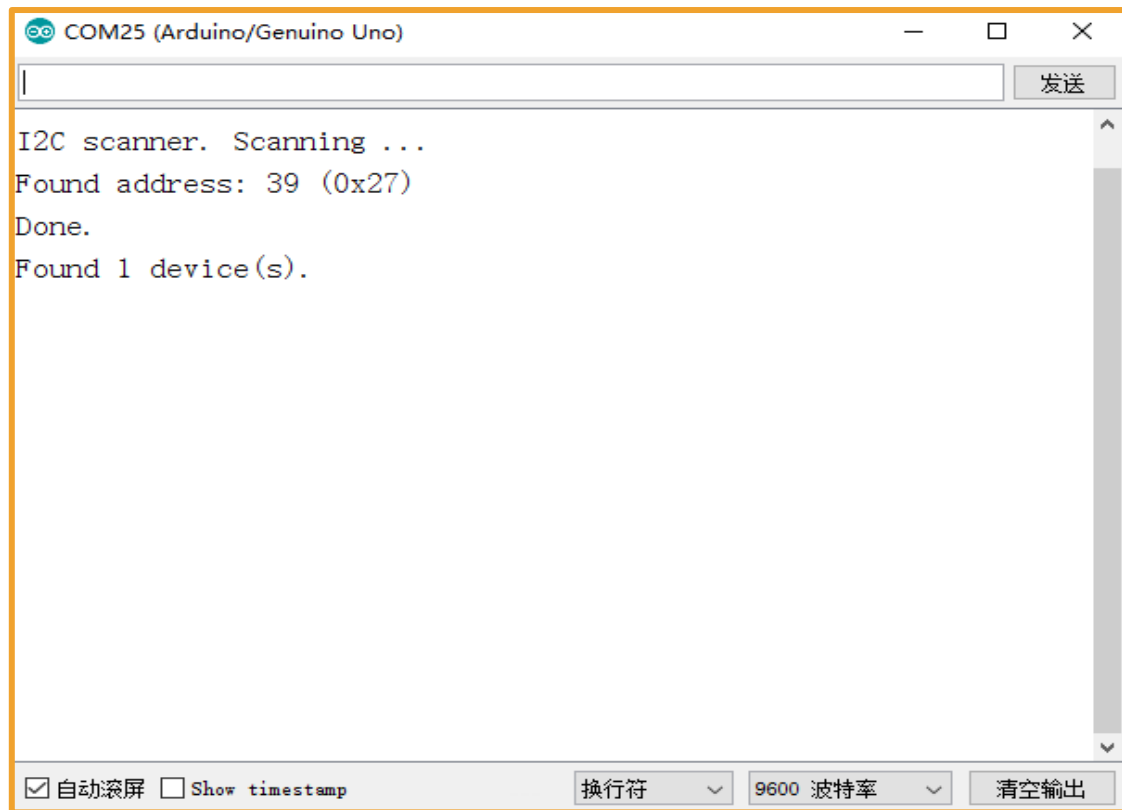 COM25 (Arduino/Genuino Uno)
发送
I2C scanner. Scanning ...
Found address: 39 (0x27)
Done.
Found 1 device(s).
自动滚屏 Show timestamp 换行符 9600 波特率 清空输出